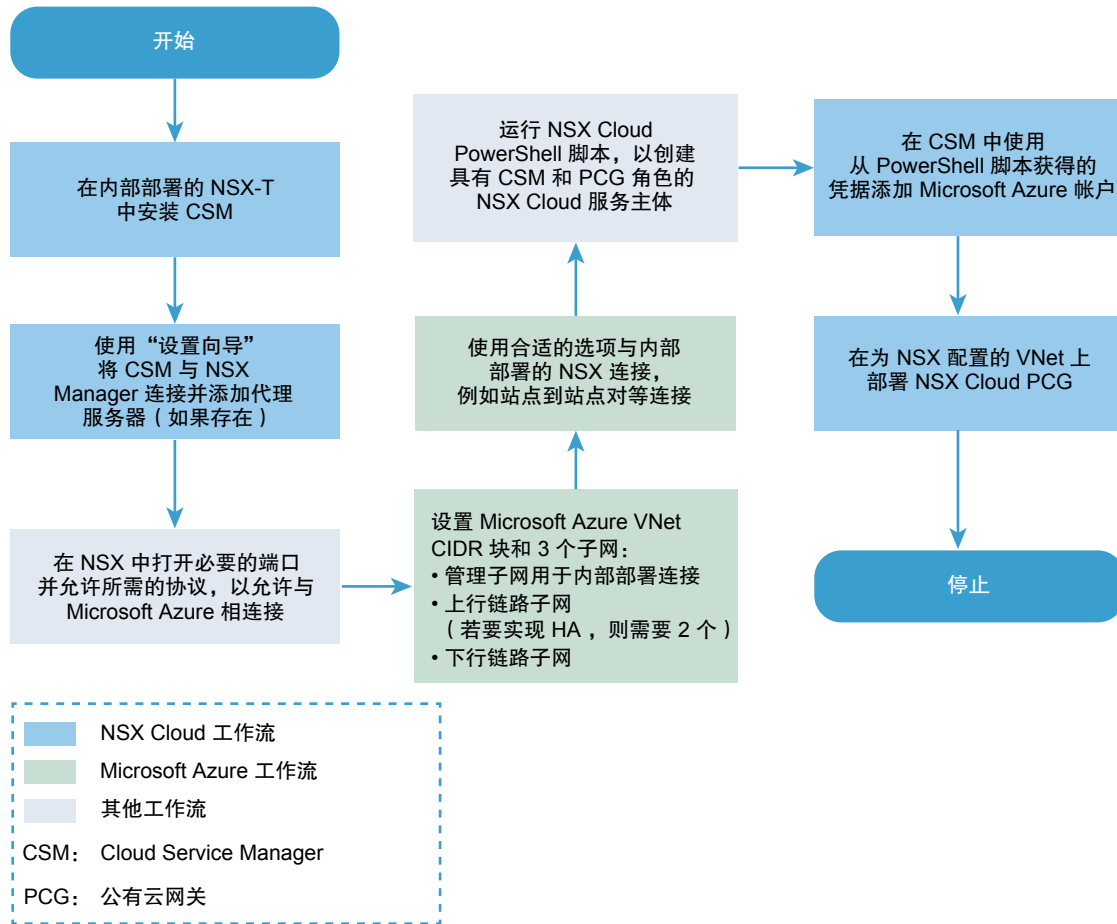 开始
在内部部署的 NSX-T
中安装 CSM
使用“设置向导”
将 CSM 与 NSX
Manager 连接并添加代理
服务器（如果存在）
在 NSX 中打开必要的端口
并允许所需的协议，以允许与
Microsoft Azure 相连接
设置 Microsoft Azure VNet
CIDR 块和 3 个子网：
• 管理子网用于内部部署连接
• 上行链路子网
（若要实现 HA ，则需要 2 个）
• 下行链路子网
使用合适的选项与内部
部署的 NSX 连接，
例如站点到站点对等连接
运行 NSX Cloud
PowerShell 脚本，以创建
具有 CSM 和 PCG 角色的
NSX Cloud 服务主体
在 CSM 中使用
从 PowerShell 脚本获得的
凭据添加 Microsoft Azure 帐户
在为 NSX 配置的 VNet 上
部署 NSX Cloud PCG
停止
NSX Cloud 工作流
Microsoft Azure 工作流
其他工作流
CSM： Cloud Service Manager
PCG： 公有云网关